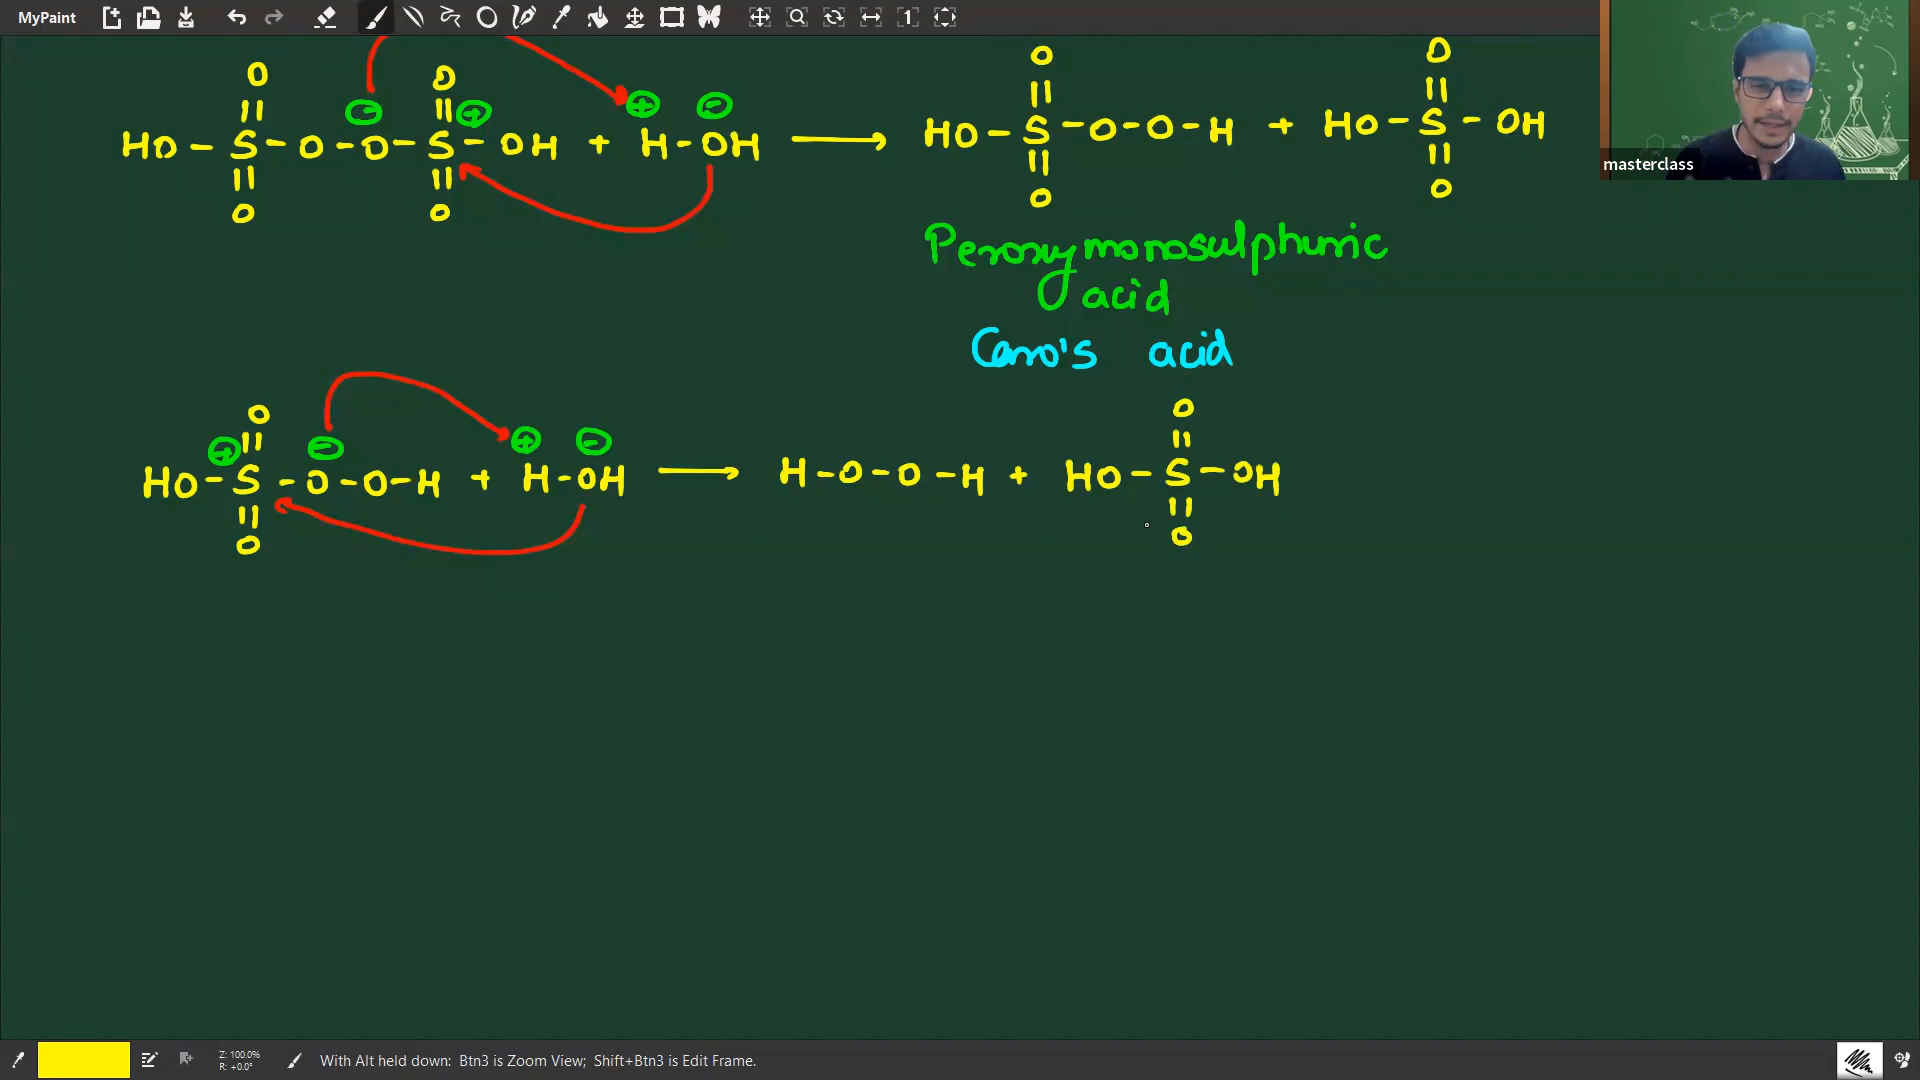 MyPaint
masterclass
O O O O
|| ⊖ || ⊕ ⊕ ⊖ || ||
HO - S - O - O - S - OH + H - OH ⟶ HO - S - O - O - H + HO - S - OH
|| || || ||
O O O O
Peroxymonosulphuric
acid
Caro's acid
O O
⊕ || ⊖ ⊕ ⊖ ||
HO - S - O - O - H + H - OH ⟶ H - O - O - H + HO - S - OH
|| ||
O O
Z: 100.0%
R: +0.0°
With Alt held down: Btn3 is Zoom View; Shift+Btn3 is Edit Frame.